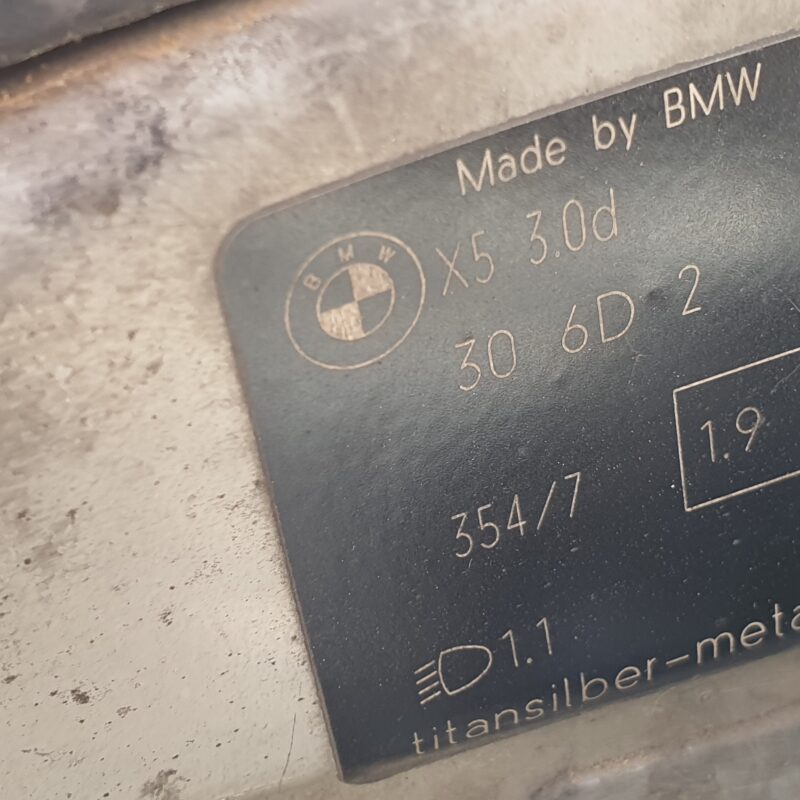 Made by BMW
BMW
X5 3.0d
30 6D 2
1.9
354/7
1.1
titansilber-meta